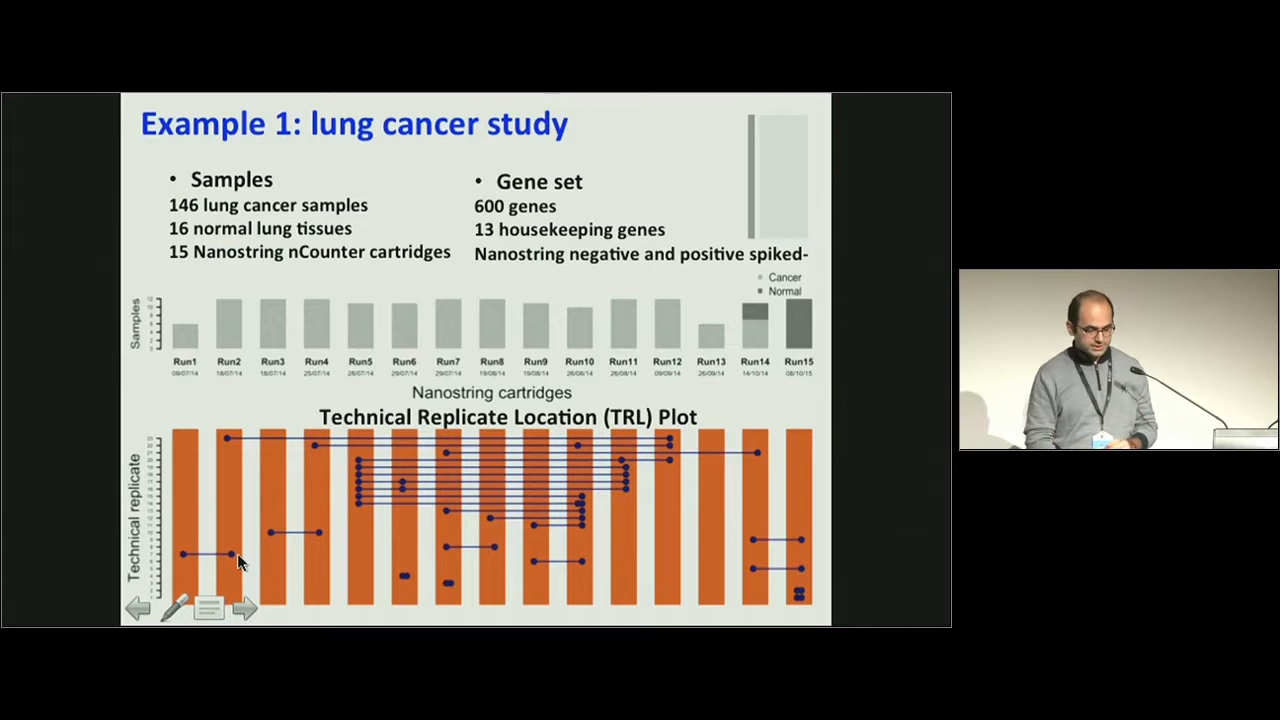 Example 1: lung cancer study
• Samples
146 lung cancer samples
16 normal lung tissues
15 Nanostring nCounter cartridges
• Gene set
600 genes
13 housekeeping genes
Nanostring negative and positive spiked-
Cancer
Normal
Samples
Run1 Run2 Run3 Run4 Run5 Run6 Run7 Run8 Run9 Run10 Run11 Run12 Run13 Run14 Run15
09/07/14 18/07/14 18/07/14 25/07/14 28/07/14 29/07/14 29/07/14 19/08/14 19/08/14 26/08/14 26/08/14 09/09/14 26/09/14 14/10/14 08/10/15
Nanostring cartridges
Technical Replicate Location (TRL) Plot
Technical replicate